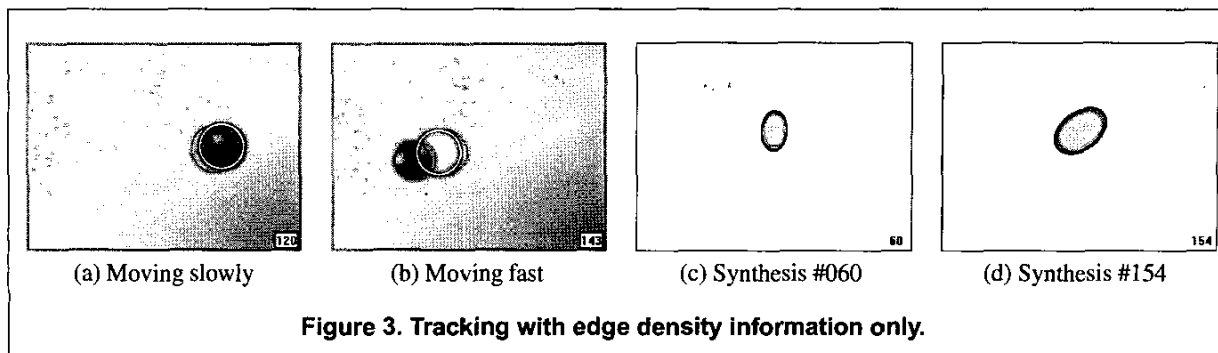 120
143
60
154
(a) Moving slowly
(b) Moving fast
(c) Synthesis #060
(d) Synthesis #154
Figure 3. Tracking with edge density information only.